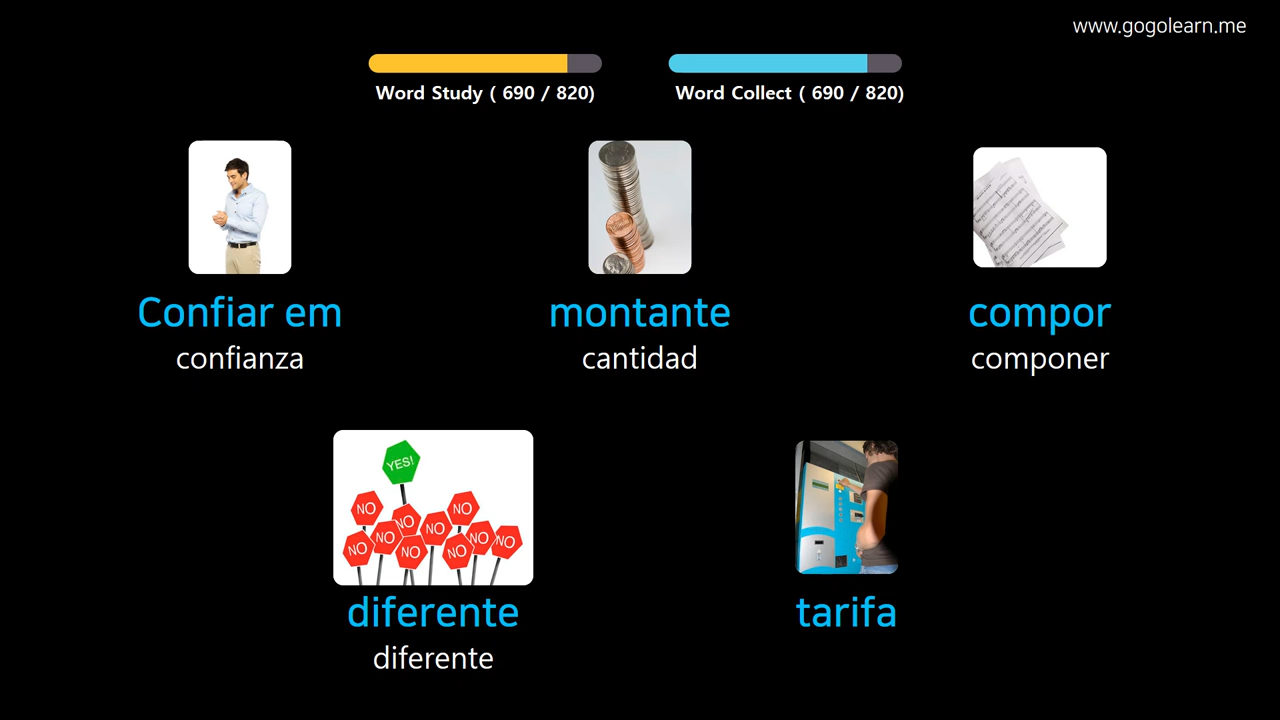 www.gogolearn.me
Word Study ( 690 / 820)
Word Collect ( 690 / 820)
Confiar em
confianza
montante
cantidad
compor
componer
YES!
NO
NO
NO
NO
NO
NO
NO
NO
NO
NO
diferente
diferente
tarifa